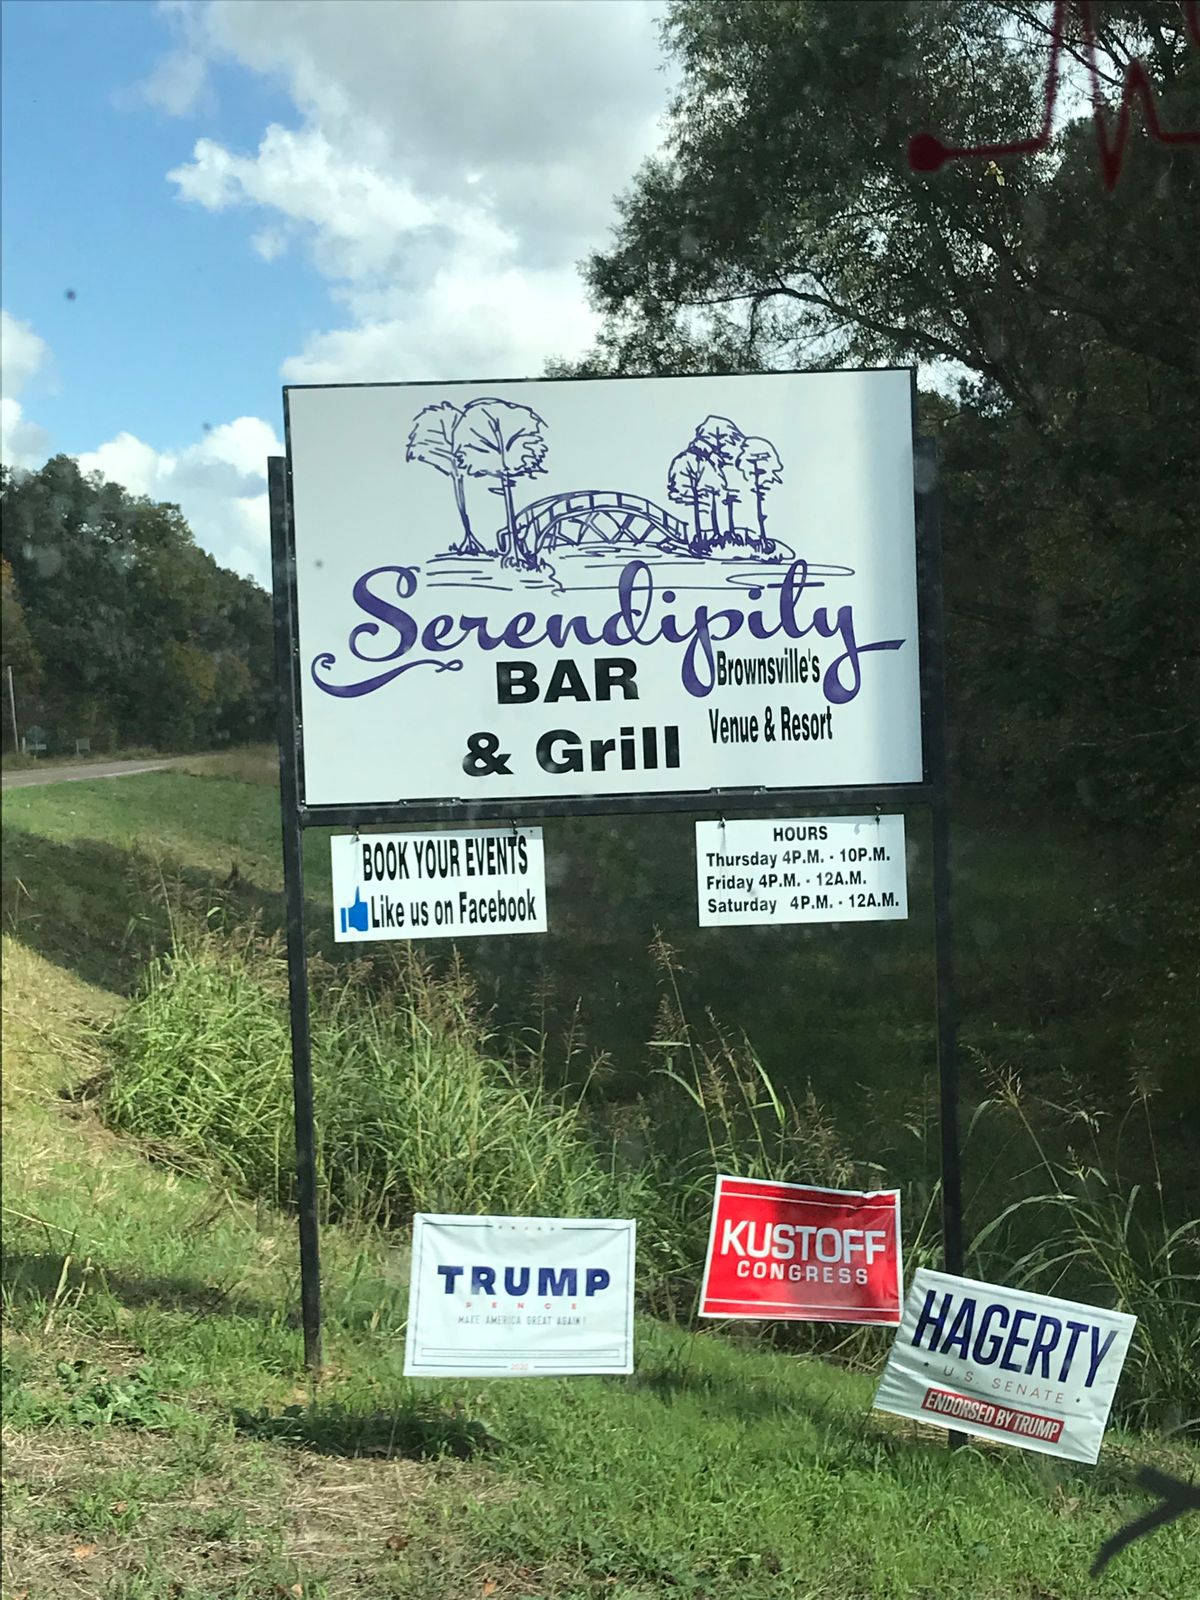 Serendipity
BAR
& Grill
Brownsville's
Venue & Resort
BOOK YOUR EVENTS
Like us on Facebook
HOURS
Thursday 4P.M. - 10P.M.
Friday 4P.M. - 12A.M.
Saturday 4P.M. - 12A.M.
TRUMP
PENCE
MAKE AMERICA GREAT AGAIN!
2020
KUSTOFF
CONGRESS
HAGERTY
U.S. SENATE
ENDORSED BY TRUMP